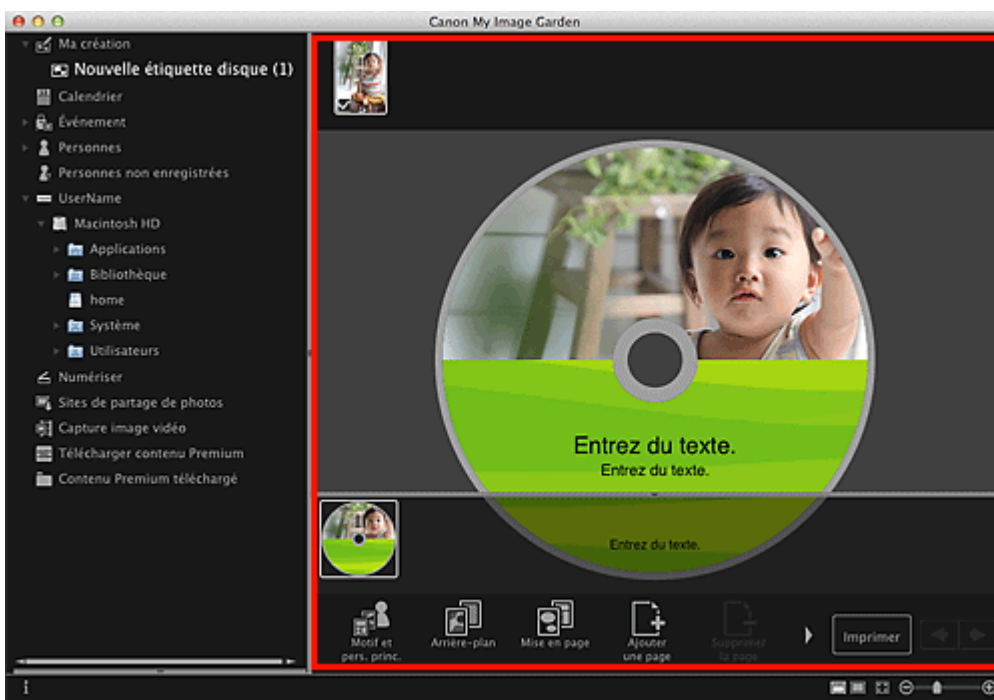 Canon My Image Garden
Ma création
Nouvelle étiquette disque (1)
Calendrier
Événement
Personnes
Personnes non enregistrées
UserName
Macintosh HD
Applications
Bibliothèque
home
Système
Utilisateurs
Numériser
Sites de partage de photos
Capture image vidéo
Télécharger contenu Premium
Contenu Premium téléchargé
Entrez du texte.
Entrez du texte.
Entrez du texte.
Motif et
pers. princ.
Arrière-plan
Mise en page
Ajouter
une page
Supprimer
la page
Imprimer